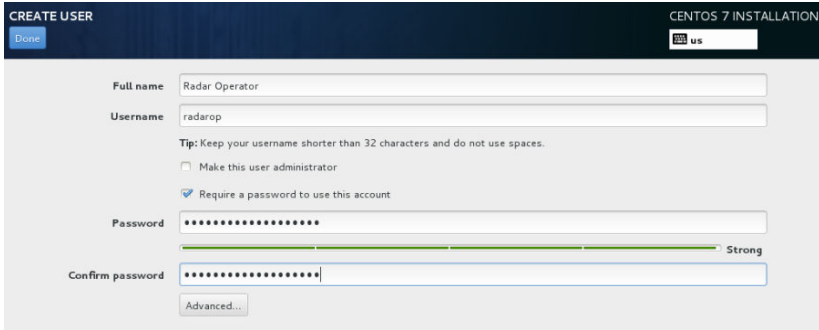 CREATE USER
CENTOS 7 INSTALLATION
Done
us
Full name
Radar Operator
Username
radarop
Tip: Keep your username shorter than 32 characters and do not use spaces.
Make this user administrator
Require a password to use this account
Password
•••••••••••••••••••
Strong
Confirm password
•••••••••••••••••••
Advanced...